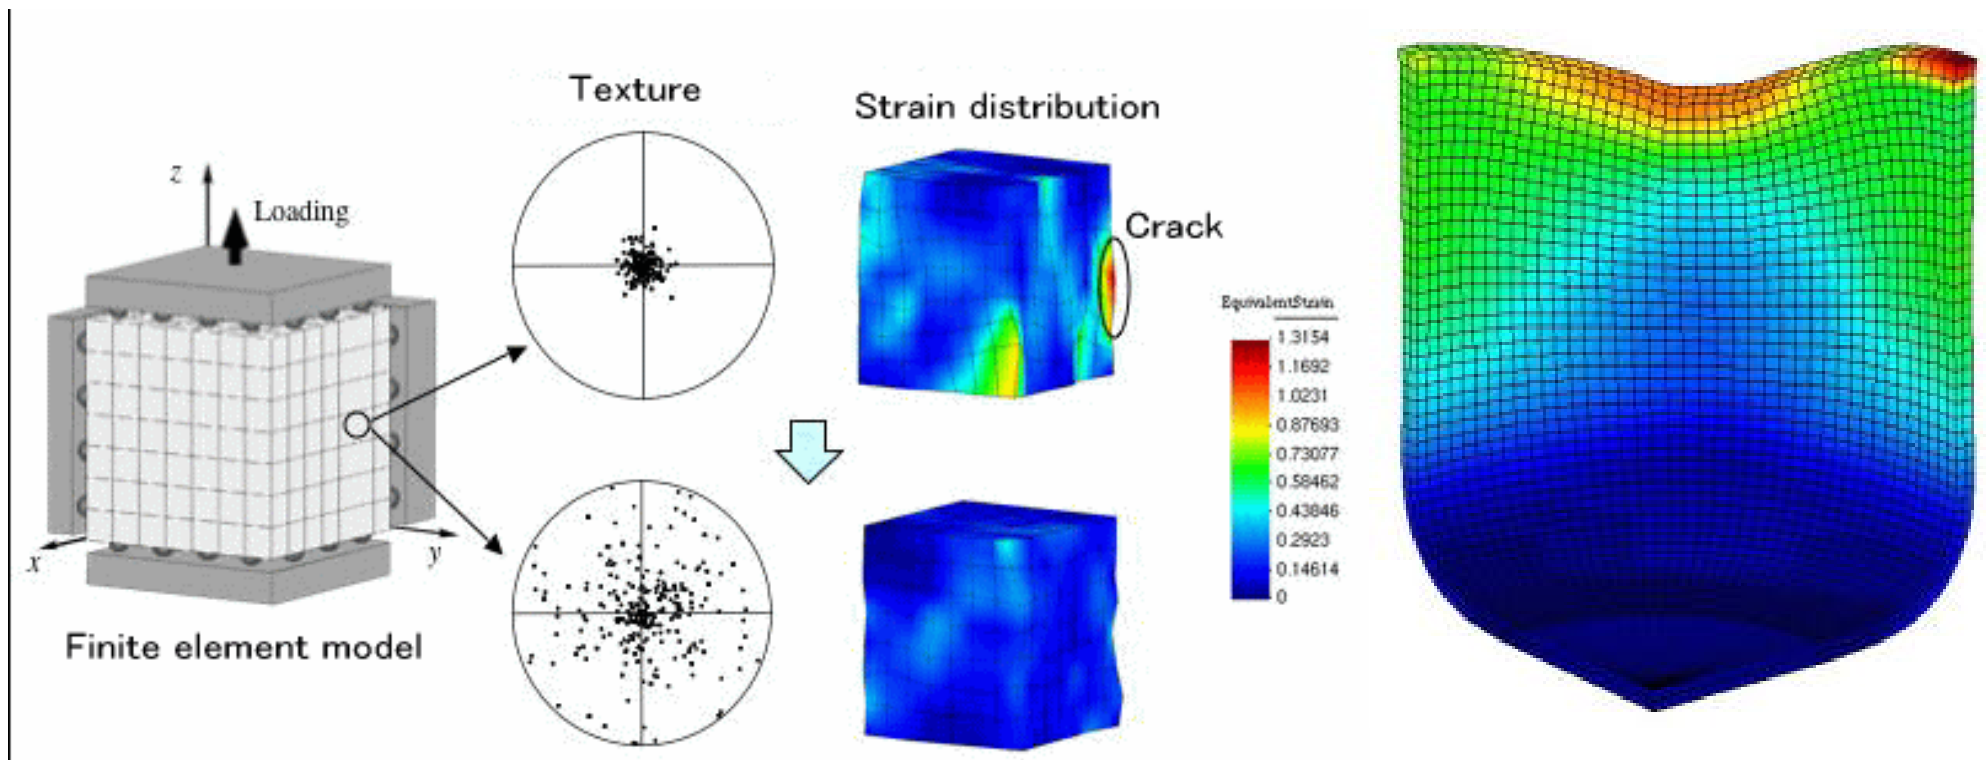 Texture
Strain distribution
z
Loading
Crack
EquivalentStrain
1.3154
1.1692
1.0231
0.87693
0.73077
0.58462
0.43846
0.2923
0.14614
0
x
y
Finite element model